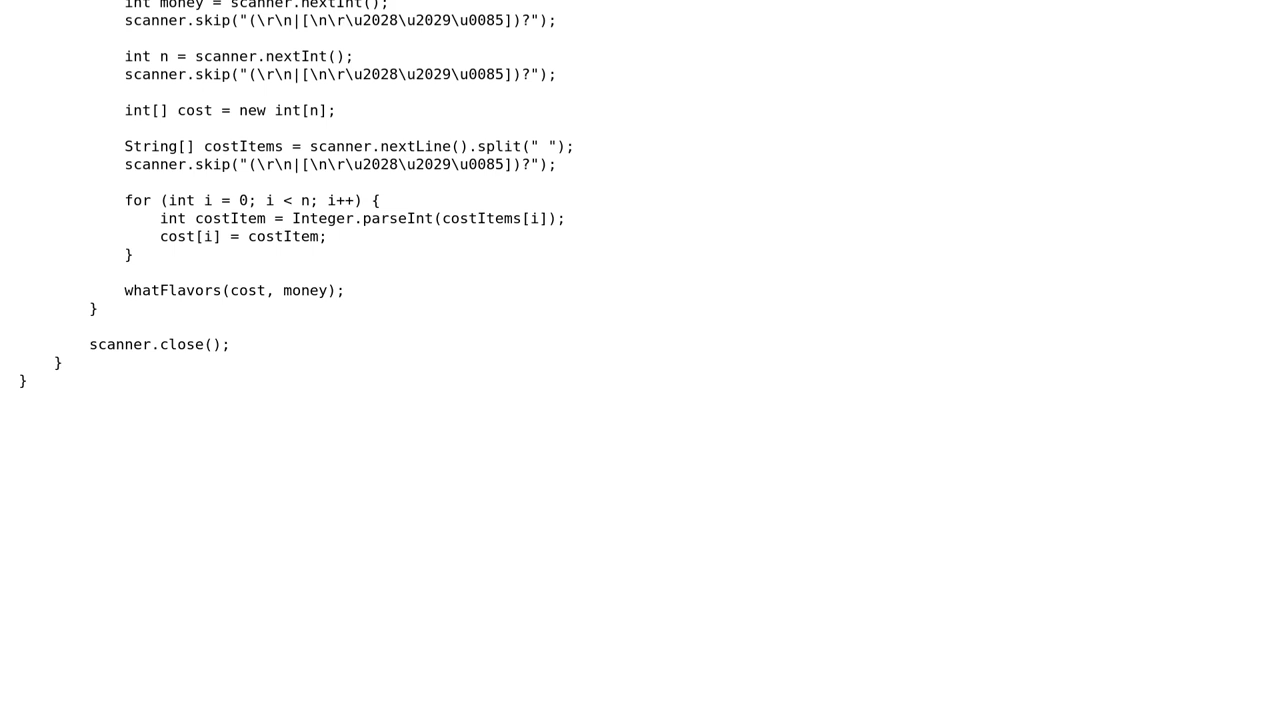 int money = scanner.nextInt();
scanner.skip("(\r\n|[\n\r\u2028\u2029\u0085])?");
int n = scanner.nextInt();
scanner.skip("(\r\n|[\n\r\u2028\u2029\u0085])?");
int[] cost = new int[n];
String[] costItems = scanner.nextLine().split(" ");
scanner.skip("(\r\n|[\n\r\u2028\u2029\u0085])?");
for (int i = 0; i < n; i++) {
int costItem = Integer.parseInt(costItems[i]);
cost[i] = costItem;
}
whatFlavors(cost, money);
}
scanner.close();
}
}